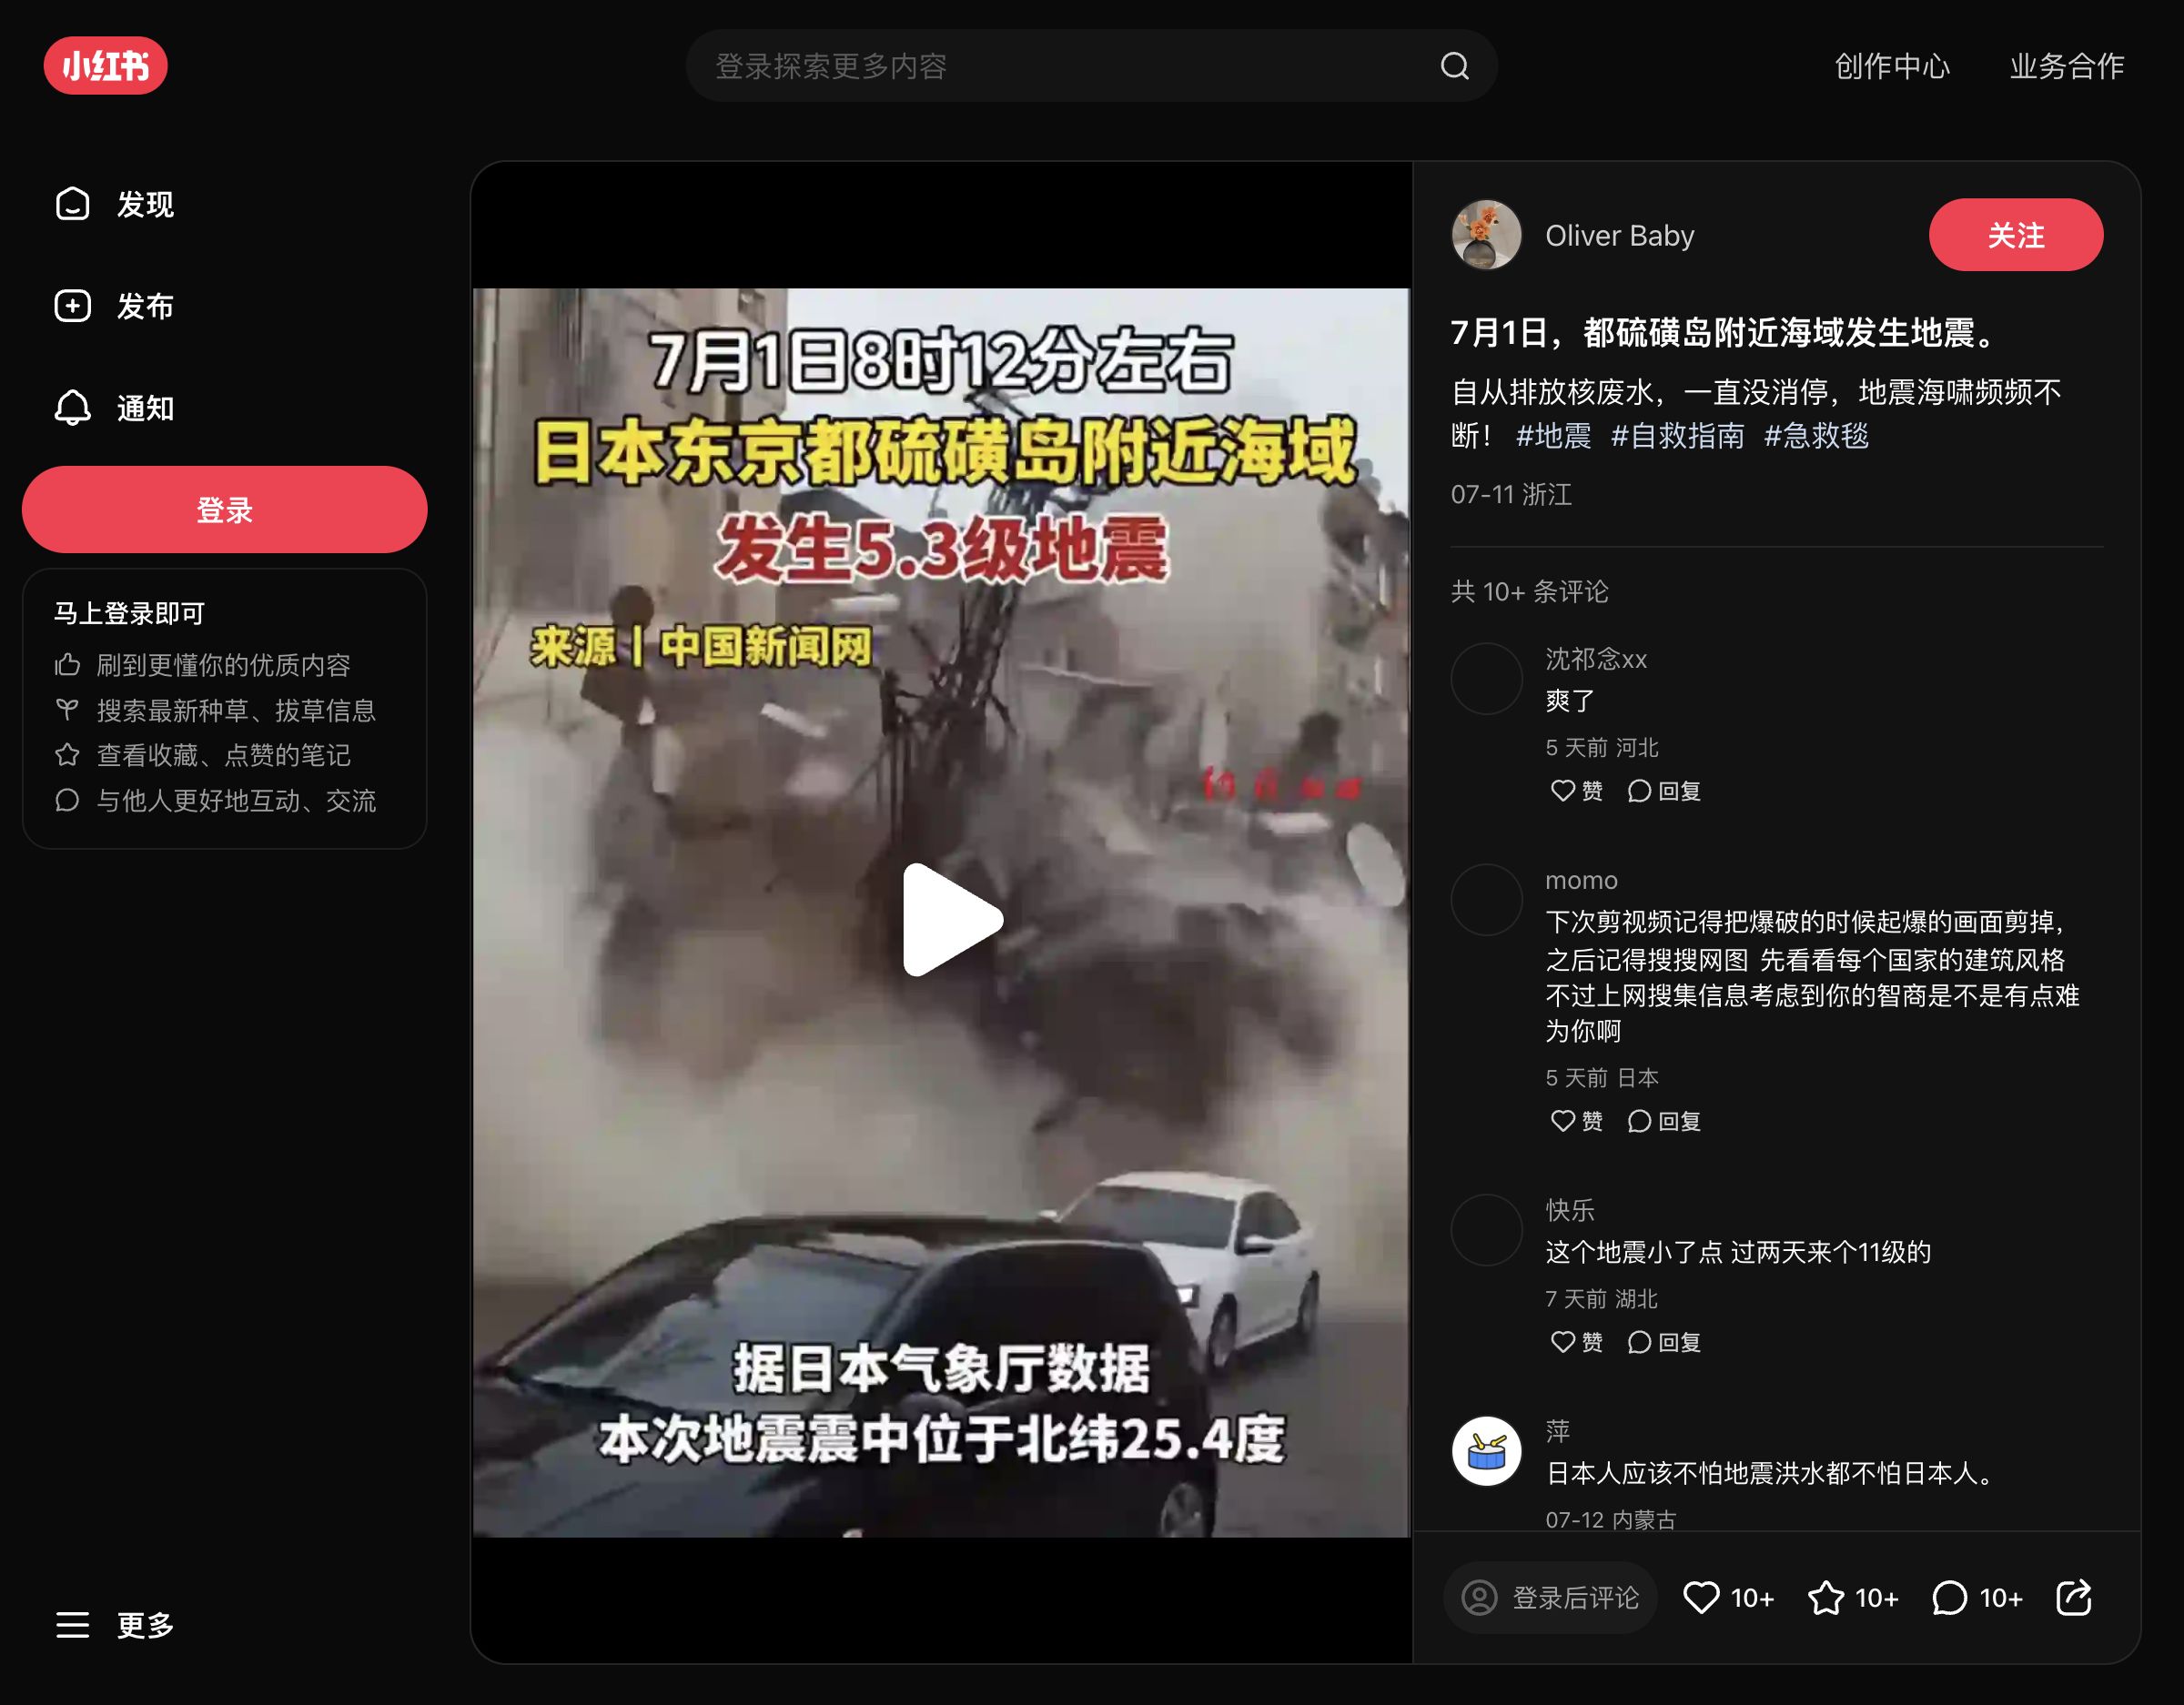 小红书
登录探索更多内容
创作中心
业务合作
发现
发布
通知
登录
马上登录即可
刷到更懂你的优质内容
搜索最新种草、拔草信息
查看收藏、点赞的笔记
与他人更好地互动、交流
更多
7月1日8时12分左右
日本东京都硫磺岛附近海域
发生5.3级地震
来源|中国新闻网
据日本气象厅数据
本次地震震中位于北纬25.4度
Oliver Baby
关注
7月1日，都硫磺岛附近海域发生地震。
自从排放核废水，一直没消停，地震海啸频频不
断！ #地震 #自救指南 #急救毯
07-11 浙江
共 10+ 条评论
沈祁念xx
爽了
5 天前 河北
赞 回复
momo
下次剪视频记得把爆破的时候起爆的画面剪掉，
之后记得搜搜网图 先看看每个国家的建筑风格
不过上网搜集信息考虑到你的智商是不是有点难
为你啊
5 天前 日本
赞 回复
快乐
这个地震小了点 过两天来个11级的
7 天前 湖北
赞 回复
萍
日本人应该不怕地震洪水都不怕日本人。
07-12 内蒙古
登录后评论
10+
10+
10+